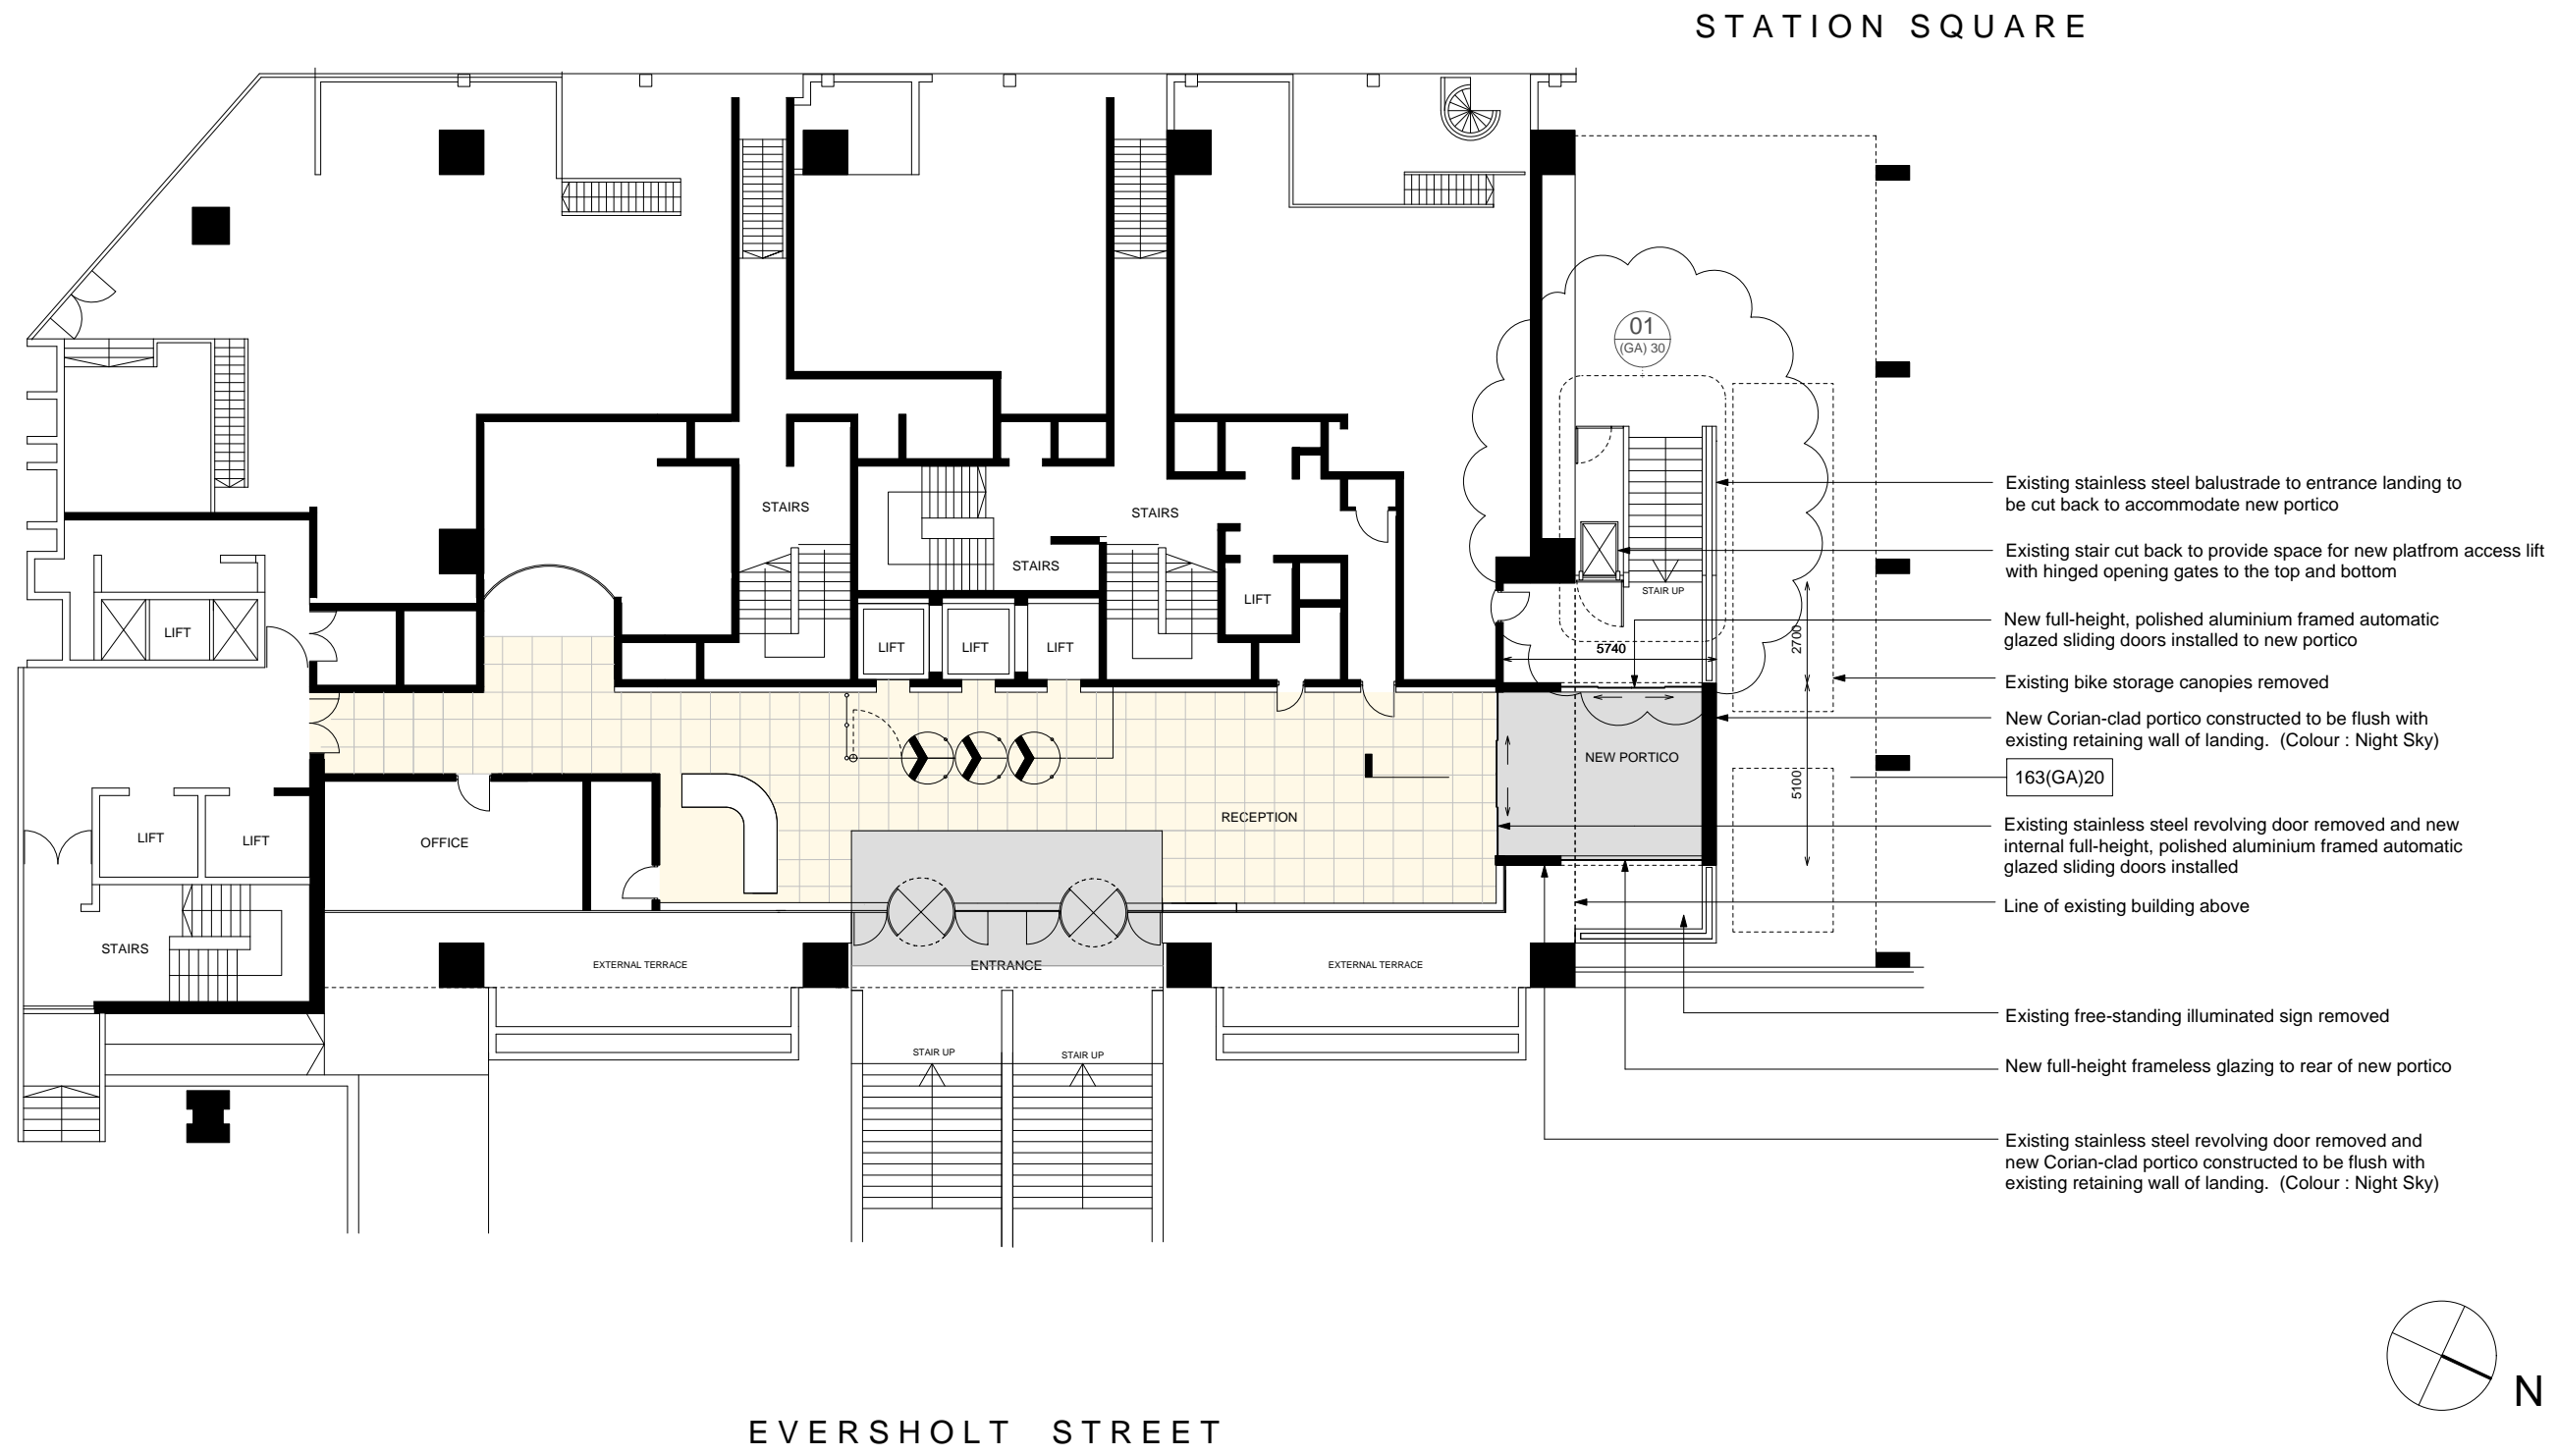 STATION SQUARE
01
(GA) 30
Existing stainless steel balustrade to entrance landing to
be cut back to accommodate new portico
STAIRS
STAIRS
STAIRS
Existing stair cut back to provide space for new platfrom access lift
with hinged opening gates to the top and bottom
STAIR UP
LIFT
LIFT
LIFT
LIFT
LIFT
New full-height, polished aluminium framed automatic
glazed sliding doors installed to new portico
2700
5740
Existing bike storage canopies removed
New Corian-clad portico constructed to be flush with
existing retaining wall of landing. (Colour : Night Sky)
NEW PORTICO
163(GA)20
5100
RECEPTION
Existing stainless steel revolving door removed and new
internal full-height, polished aluminium framed automatic
glazed sliding doors installed
LIFT
LIFT
OFFICE
Line of existing building above
STAIRS
EXTERNAL TERRACE
ENTRANCE
EXTERNAL TERRACE
Existing free-standing illuminated sign removed
STAIR UP
STAIR UP
New full-height frameless glazing to rear of new portico
Existing stainless steel revolving door removed and
new Corian-clad portico constructed to be flush with
existing retaining wall of landing. (Colour : Night Sky)
N
EVERSHOLT STREET